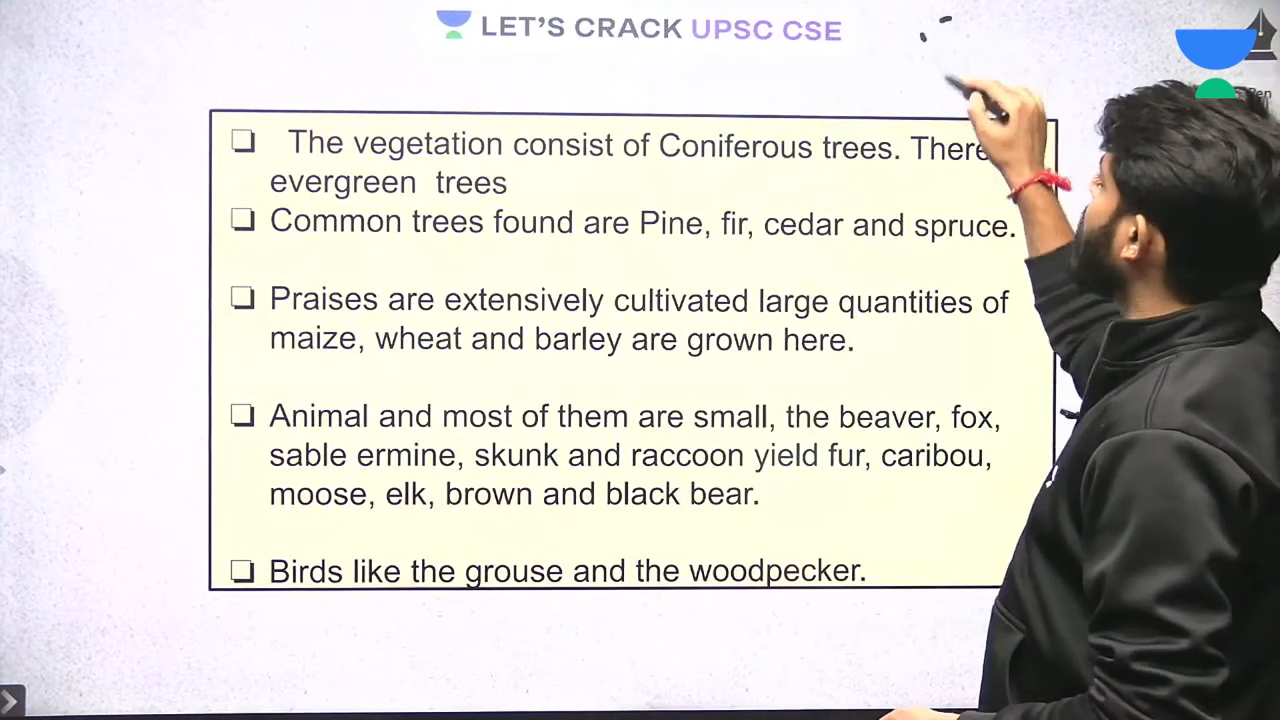 LET'S CRACK UPSC CSE
Pen
❑ The vegetation consist of Coniferous trees. There
evergreen trees
❑ Common trees found are Pine, fir, cedar and spruce.
❑ Praises are extensively cultivated large quantities of
maize, wheat and barley are grown here.
❑ Animal and most of them are small, the beaver, fox,
sable ermine, skunk and raccoon yield fur, caribou,
moose, elk, brown and black bear.
❑ Birds like the grouse and the woodpecker.